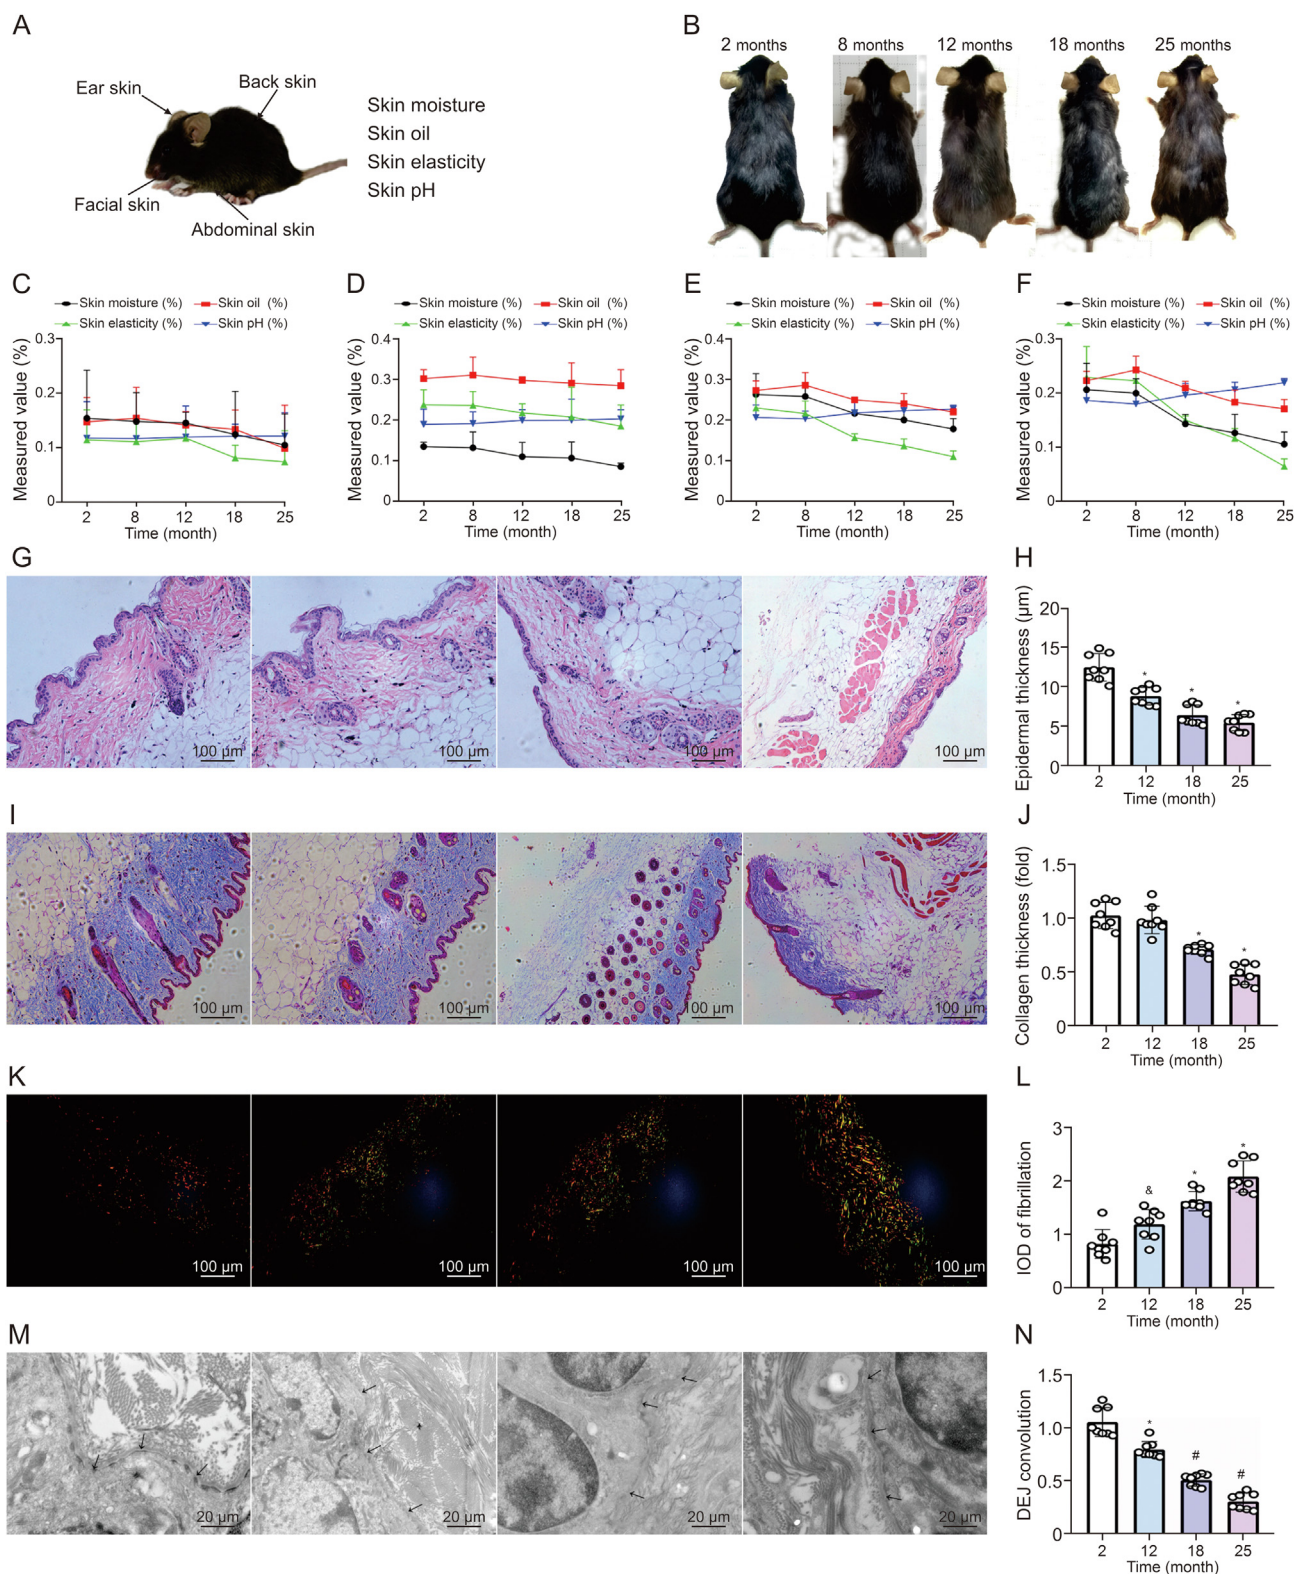 A
B
Ear skin
Back skin
Facial skin
Abdominal skin
Skin moisture
Skin oil
Skin elasticity
Skin pH
2 months
8 months
12 months
18 months
25 months
C
Skin moisture (%)
Skin oil (%)
Skin elasticity (%)
Skin pH (%)
Measured value (%)
0.3
0.2
0.1
0
2 8 12 18 25
Time (month)
D
Skin moisture (%)
Skin oil (%)
Skin elasticity (%)
Skin pH (%)
Measured value (%)
0.4
0.3
0.2
0.1
0
2 8 12 18 25
Time (month)
E
Skin moisture (%)
Skin oil (%)
Skin elasticity (%)
Skin pH (%)
Measured value (%)
0.4
0.3
0.2
0.1
0
2 8 12 18 25
Time (month)
F
Skin moisture (%)
Skin oil (%)
Skin elasticity (%)
Skin pH (%)
Measured value (%)
0.3
0.2
0.1
0
2 8 12 18 25
Time (month)
G
100 µm
100 µm
100 µm
100 µm
H
Epidermal thickness (µm)
20
15
10
5
0
* * *
2 12 18 25
Time (month)
I
100 µm
100 µm
100 µm
100 µm
J
Collagen thickness (fold)
1.5
1.0
0.5
0
* *
2 12 18 25
Time (month)
K
100 µm
100 µm
100 µm
100 µm
L
IOD of fibrillation
3
2
1
0
& * *
2 12 18 25
Time (month)
M
20 µm
20 µm
20 µm
20 µm
N
DEJ convolution
1.5
1.0
0.5
0
* # #
2 12 18 25
Time (month)